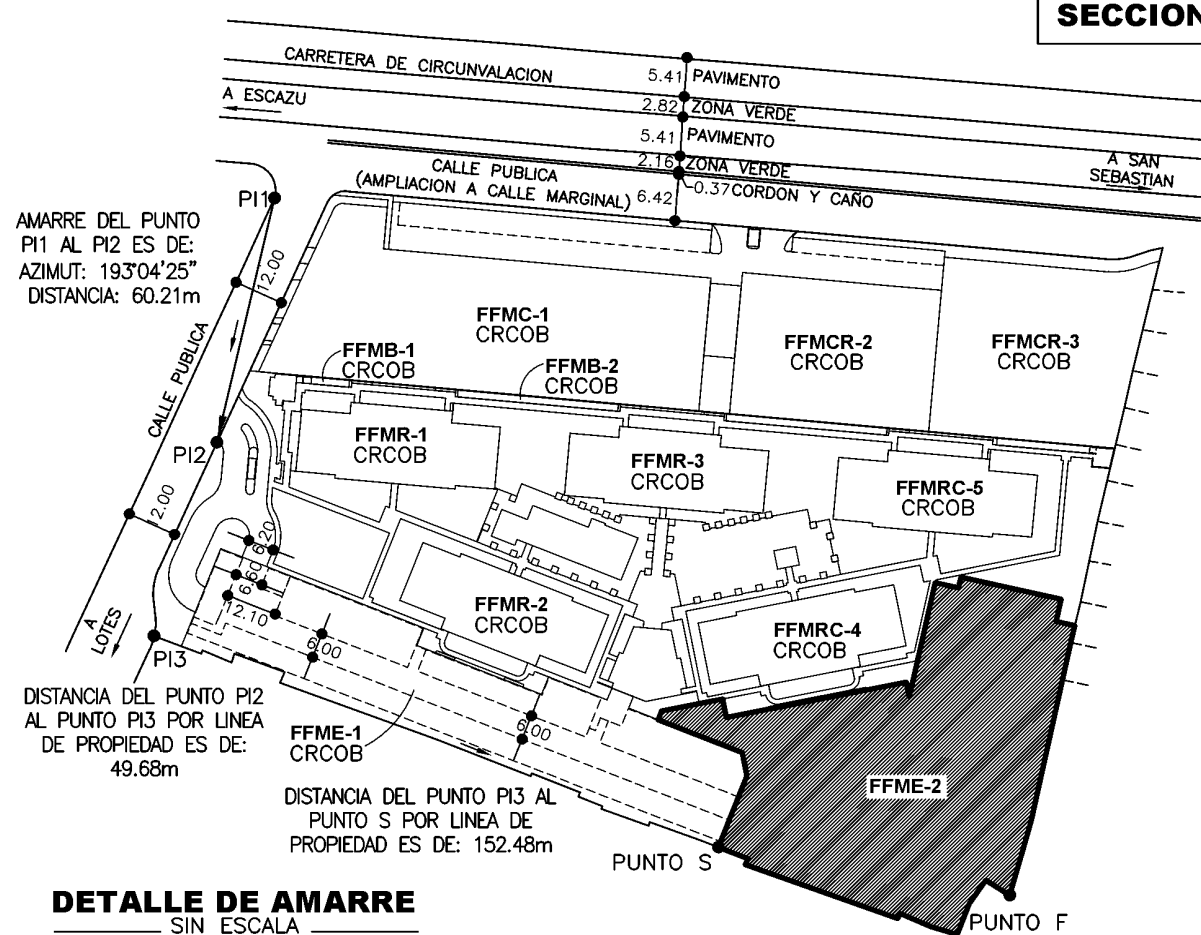 SECCION
CARRETERA DE CIRCUNVALACION
5.41 PAVIMENTO
A ESCAZU
2.82 ZONA VERDE
5.41 PAVIMENTO
2.16 ZONA VERDE
A SAN
SEBASTIAN
CALLE PUBLICA
(AMPLIACION A CALLE MARGINAL)
6.42
0.37 CORDON Y CAÑO
PI1
AMARRE DEL PUNTO
PI1 AL PI2 ES DE:
AZIMUT: 193°04'25"
DISTANCIA: 60.21m
12.00
CALLE PUBLICA
FFMC-1
CRCOB
FFMCR-2
CRCOB
FFMCR-3
CRCOB
FFMB-1
CRCOB
FFMB-2
CRCOB
PI2
FFMR-1
CRCOB
FFMR-3
CRCOB
FFMRC-5
CRCOB
12.00
6.20
6.60
12.10
FFMR-2
CRCOB
FFMRC-4
CRCOB
A
LOTES
PI3
6.00
6.00
DISTANCIA DEL PUNTO PI2
AL PUNTO PI3 POR LINEA
DE PROPIEDAD ES DE:
49.68m
FFME-1
CRCOB
FFME-2
DISTANCIA DEL PUNTO PI3 AL
PUNTO S POR LINEA DE
PROPIEDAD ES DE: 152.48m
PUNTO S
PUNTO F
DETALLE DE AMARRE
SIN ESCALA